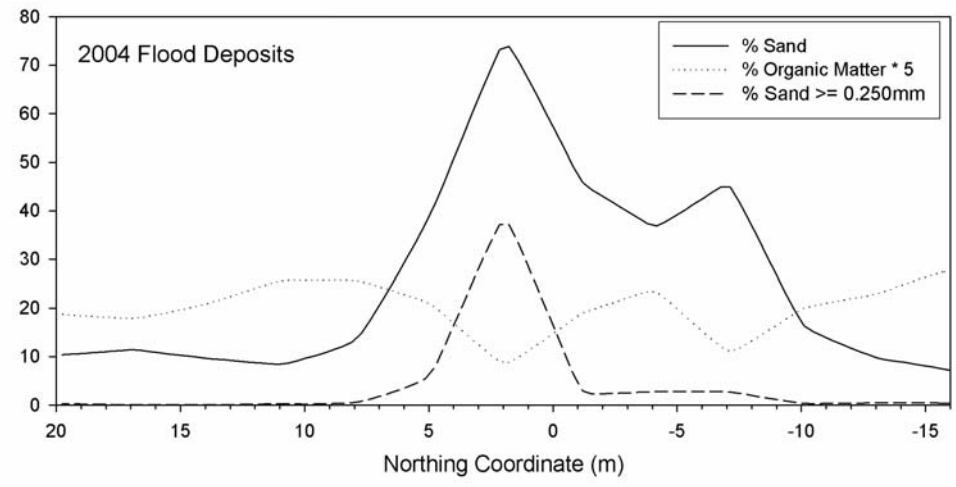 80
2004 Flood Deposits
% Sand
% Organic Matter * 5
% Sand >= 0.250mm
70
60
50
40
30
20
10
0
20 15 10 5 0 -5 -10 -15
Northing Coordinate (m)